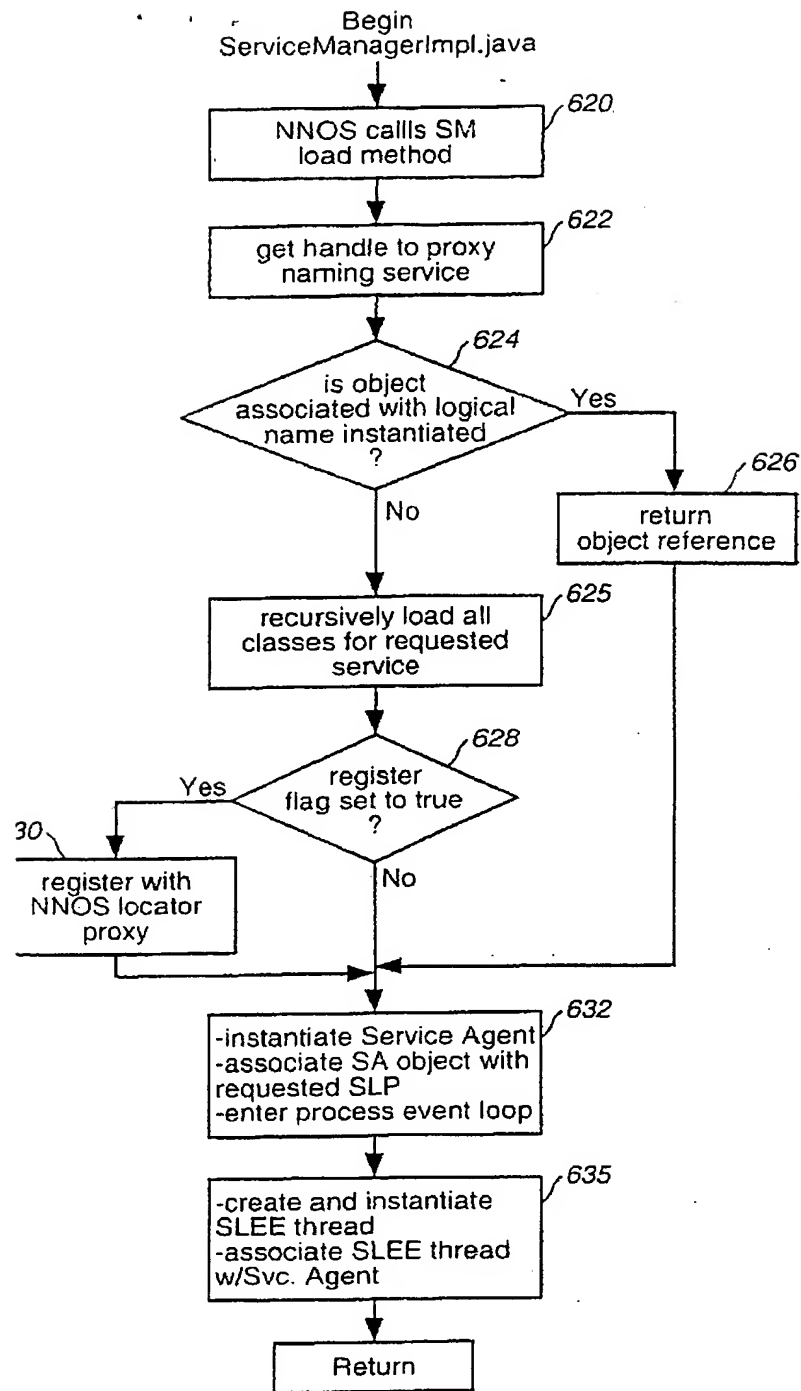 Begin
ServiceManagerImpl.java
620
NNOS callls SM
load method
622
get handle to proxy
naming service
624
is object
associated with logical
name instantiated
?
Yes
No
626
return
object reference
625
recursively load all
classes for requested
service
628
register
flag set to true
?
Yes
No
30
register with
NNOS locator
proxy
632
-instantiate Service Agent
-associate SA object with
requested SLP
-enter process event loop
635
-create and instantiate
SLEE thread
-associate SLEE thread
w/Svc. Agent
Return